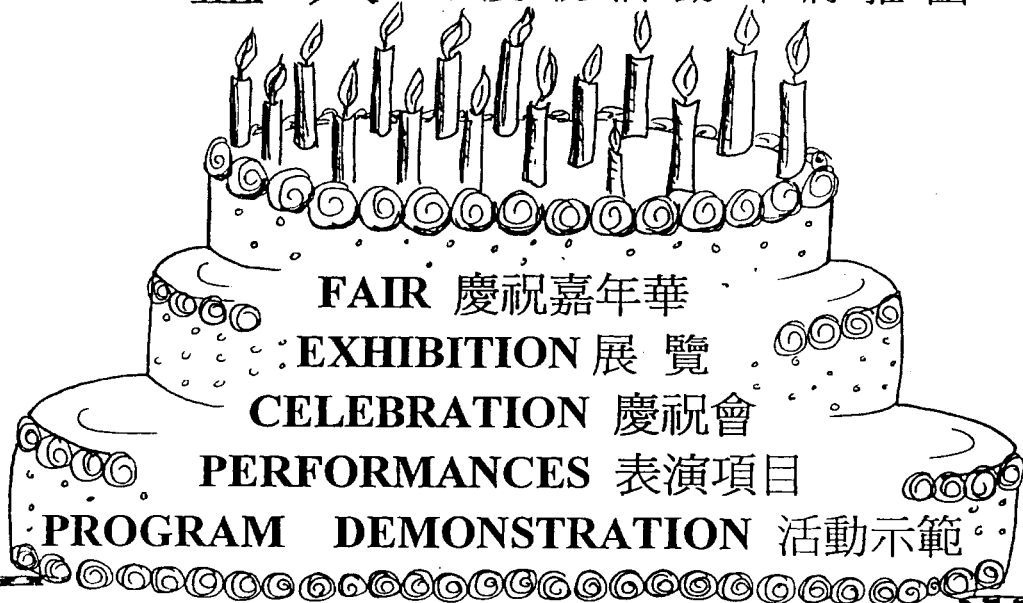 FAIR 慶祝嘉年華
EXHIBITION 展 覽
CELEBRATION 慶祝會
PERFORMANCES 表演項目
PROGRAM DEMONSTRATION 活動示範